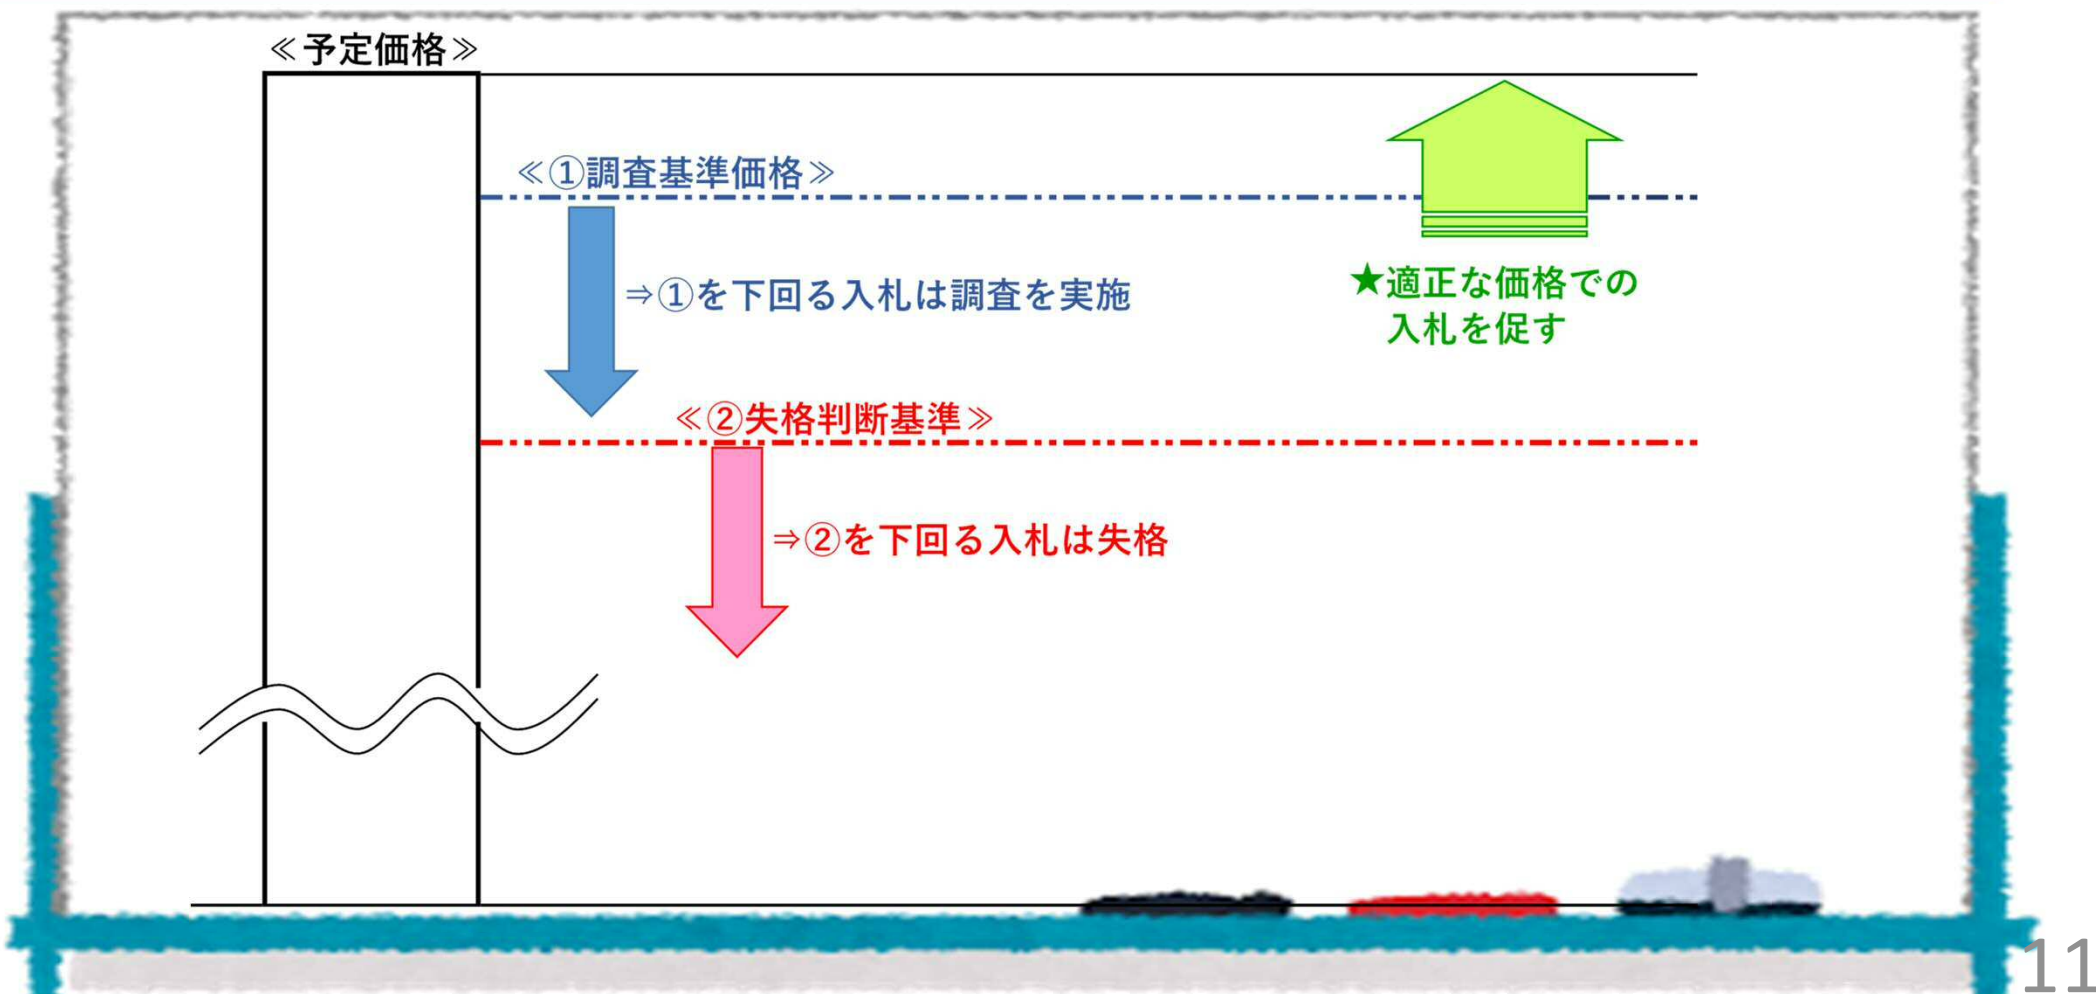 ≪予定価格≫
≪①調査基準価格≫
⇒①を下回る入札は調査を実施
★適正な価格での
入札を促す
≪②失格判断基準≫
⇒②を下回る入札は失格
11